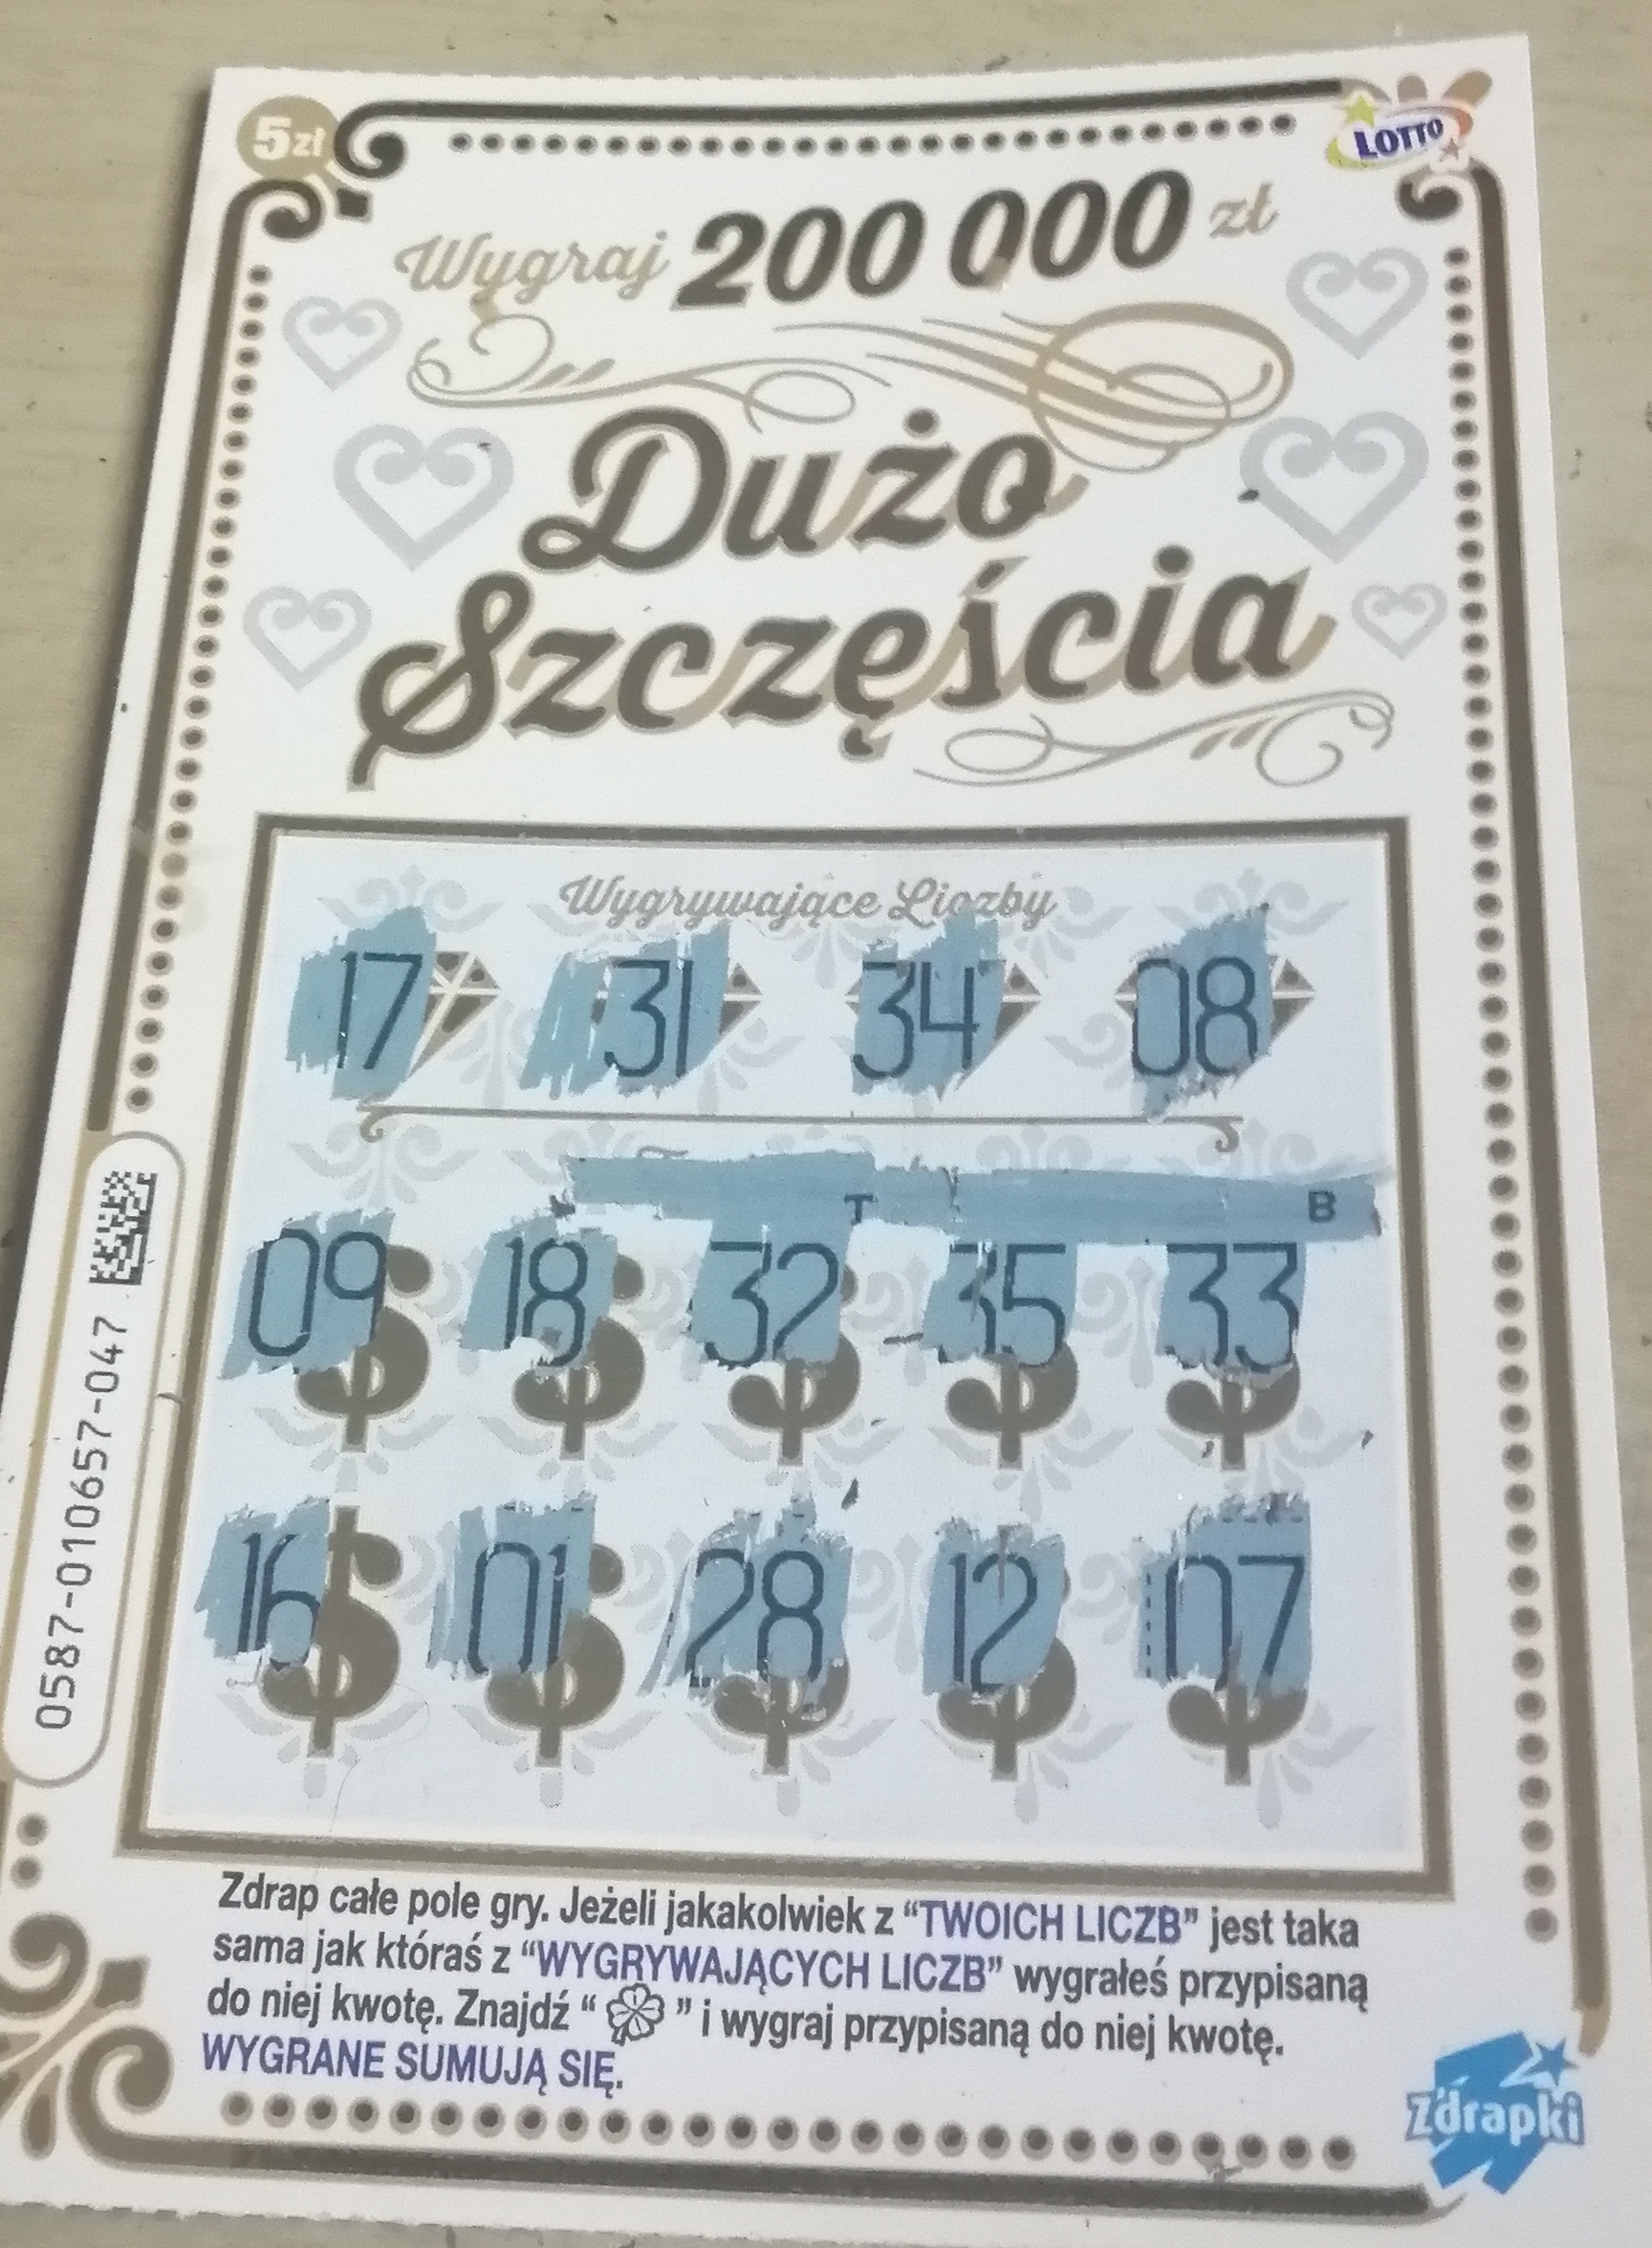 5zł
LOTTO
Wygraj 200 000 zł
Dużo
Szczęścia
Wygrywające Liczby
17 31 34 08
T B
09 18 32 35 33
16 01 28 12 07
0587-010657-047
Zdrap całe pole gry. Jeżeli jakakolwiek z “TWOICH LICZB” jest taka
sama jak któraś z “WYGRYWAJĄCYCH LICZB” wygrałeś przypisaną
do niej kwotę. Znajdź “ ” i wygraj przypisaną do niej kwotę.
WYGRANE SUMUJĄ SIĘ.
Zdrapki